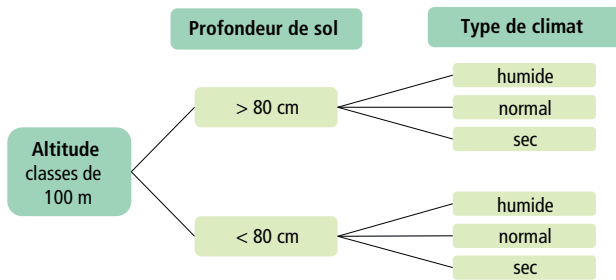 Profondeur de sol
Type de climat
Altitude
classes de
100 m
> 80 cm
humide
normal
sec
< 80 cm
humide
normal
sec